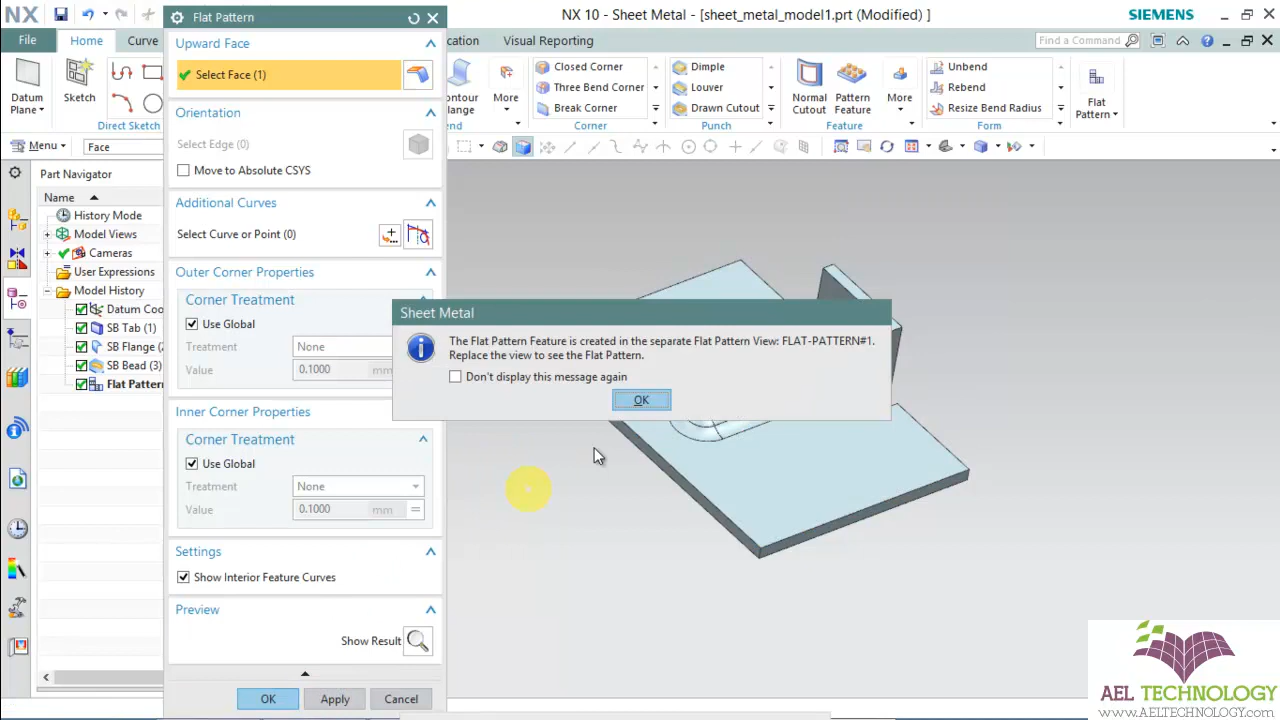 NX
Window
NX 10 - Sheet Metal - [sheet_metal_model1.prt (Modified) ]
SIEMENS
File
Home
Curve
cation
Visual Reporting
Find a Command
Datum
Plane
Sketch
Direct Sketch
ontour
lange
More
end
Closed Corner
Three Bend Corner
Break Corner
Corner
Dimple
Louver
Drawn Cutout
Punch
Normal
Cutout
Pattern
Feature
More
Feature
Unbend
Rebend
Resize Bend Radius
Form
Flat
Pattern
Menu
Face
Part Navigator
Name
History Mode
Model Views
Cameras
User Expressions
Model History
Datum Coo
SB Tab (1)
SB Flange (2
SB Bead (3)
Flat Pattern
Flat Pattern
Upward Face
Select Face (1)
Orientation
Select Edge (0)
Move to Absolute CSYS
Additional Curves
Select Curve or Point (0)
Outer Corner Properties
Corner Treatment
Use Global
Treatment
None
Value
0.1000
mm
Inner Corner Properties
Corner Treatment
Use Global
Treatment
None
Value
0.1000
mm
Settings
Show Interior Feature Curves
Preview
Show Result
OK
Apply
Cancel
Sheet Metal
The Flat Pattern Feature is created in the separate Flat Pattern View: FLAT-PATTERN#1.
Replace the view to see the Flat Pattern.
Don't display this message again
OK
AEL TECHNOLOGY
www.AELTECHNOLOGY.com